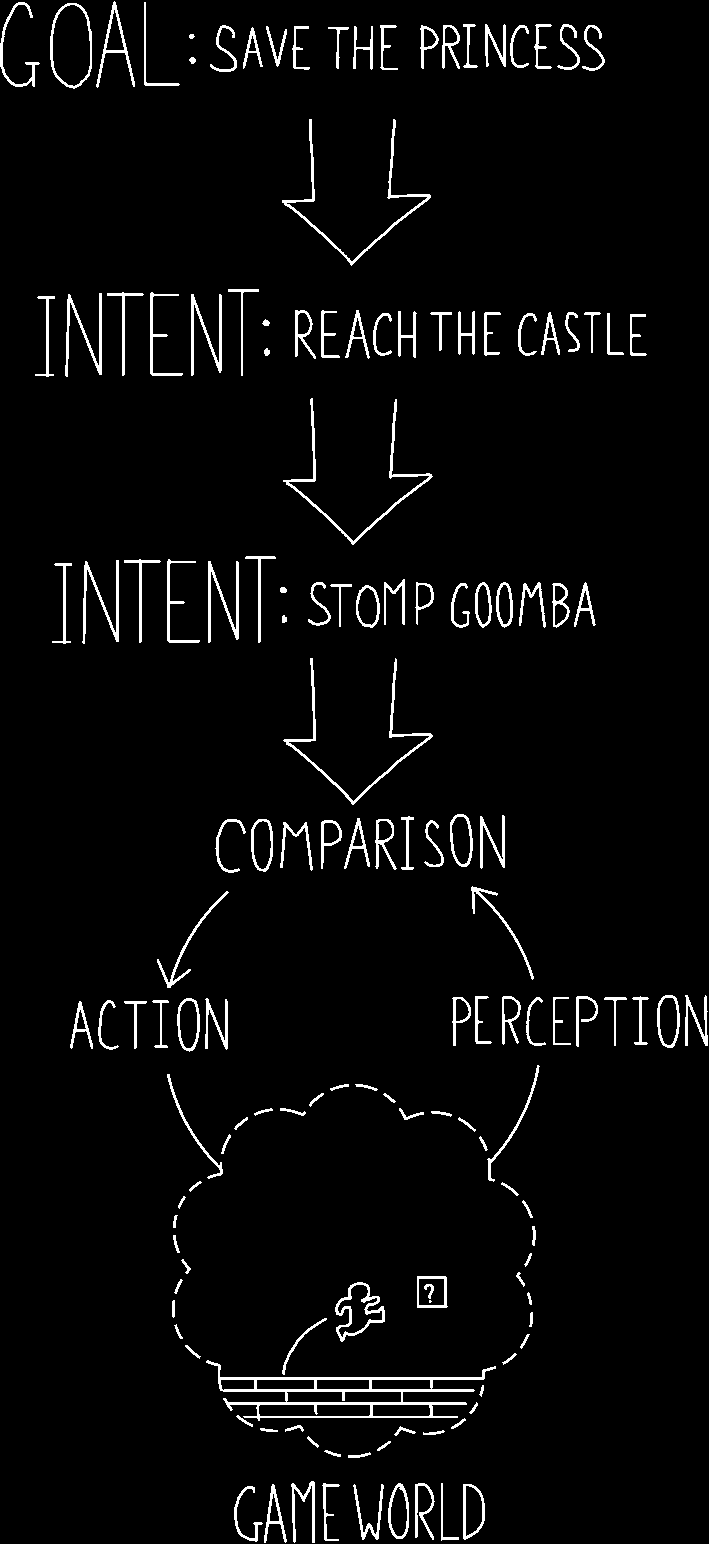 GOAL: SAVE THE PRINCESS
INTENT: REACH THE CASTLE
INTENT: STOMP GOOMBA
COMPARISON
ACTION PERCEPTION
?
GAME WORLD